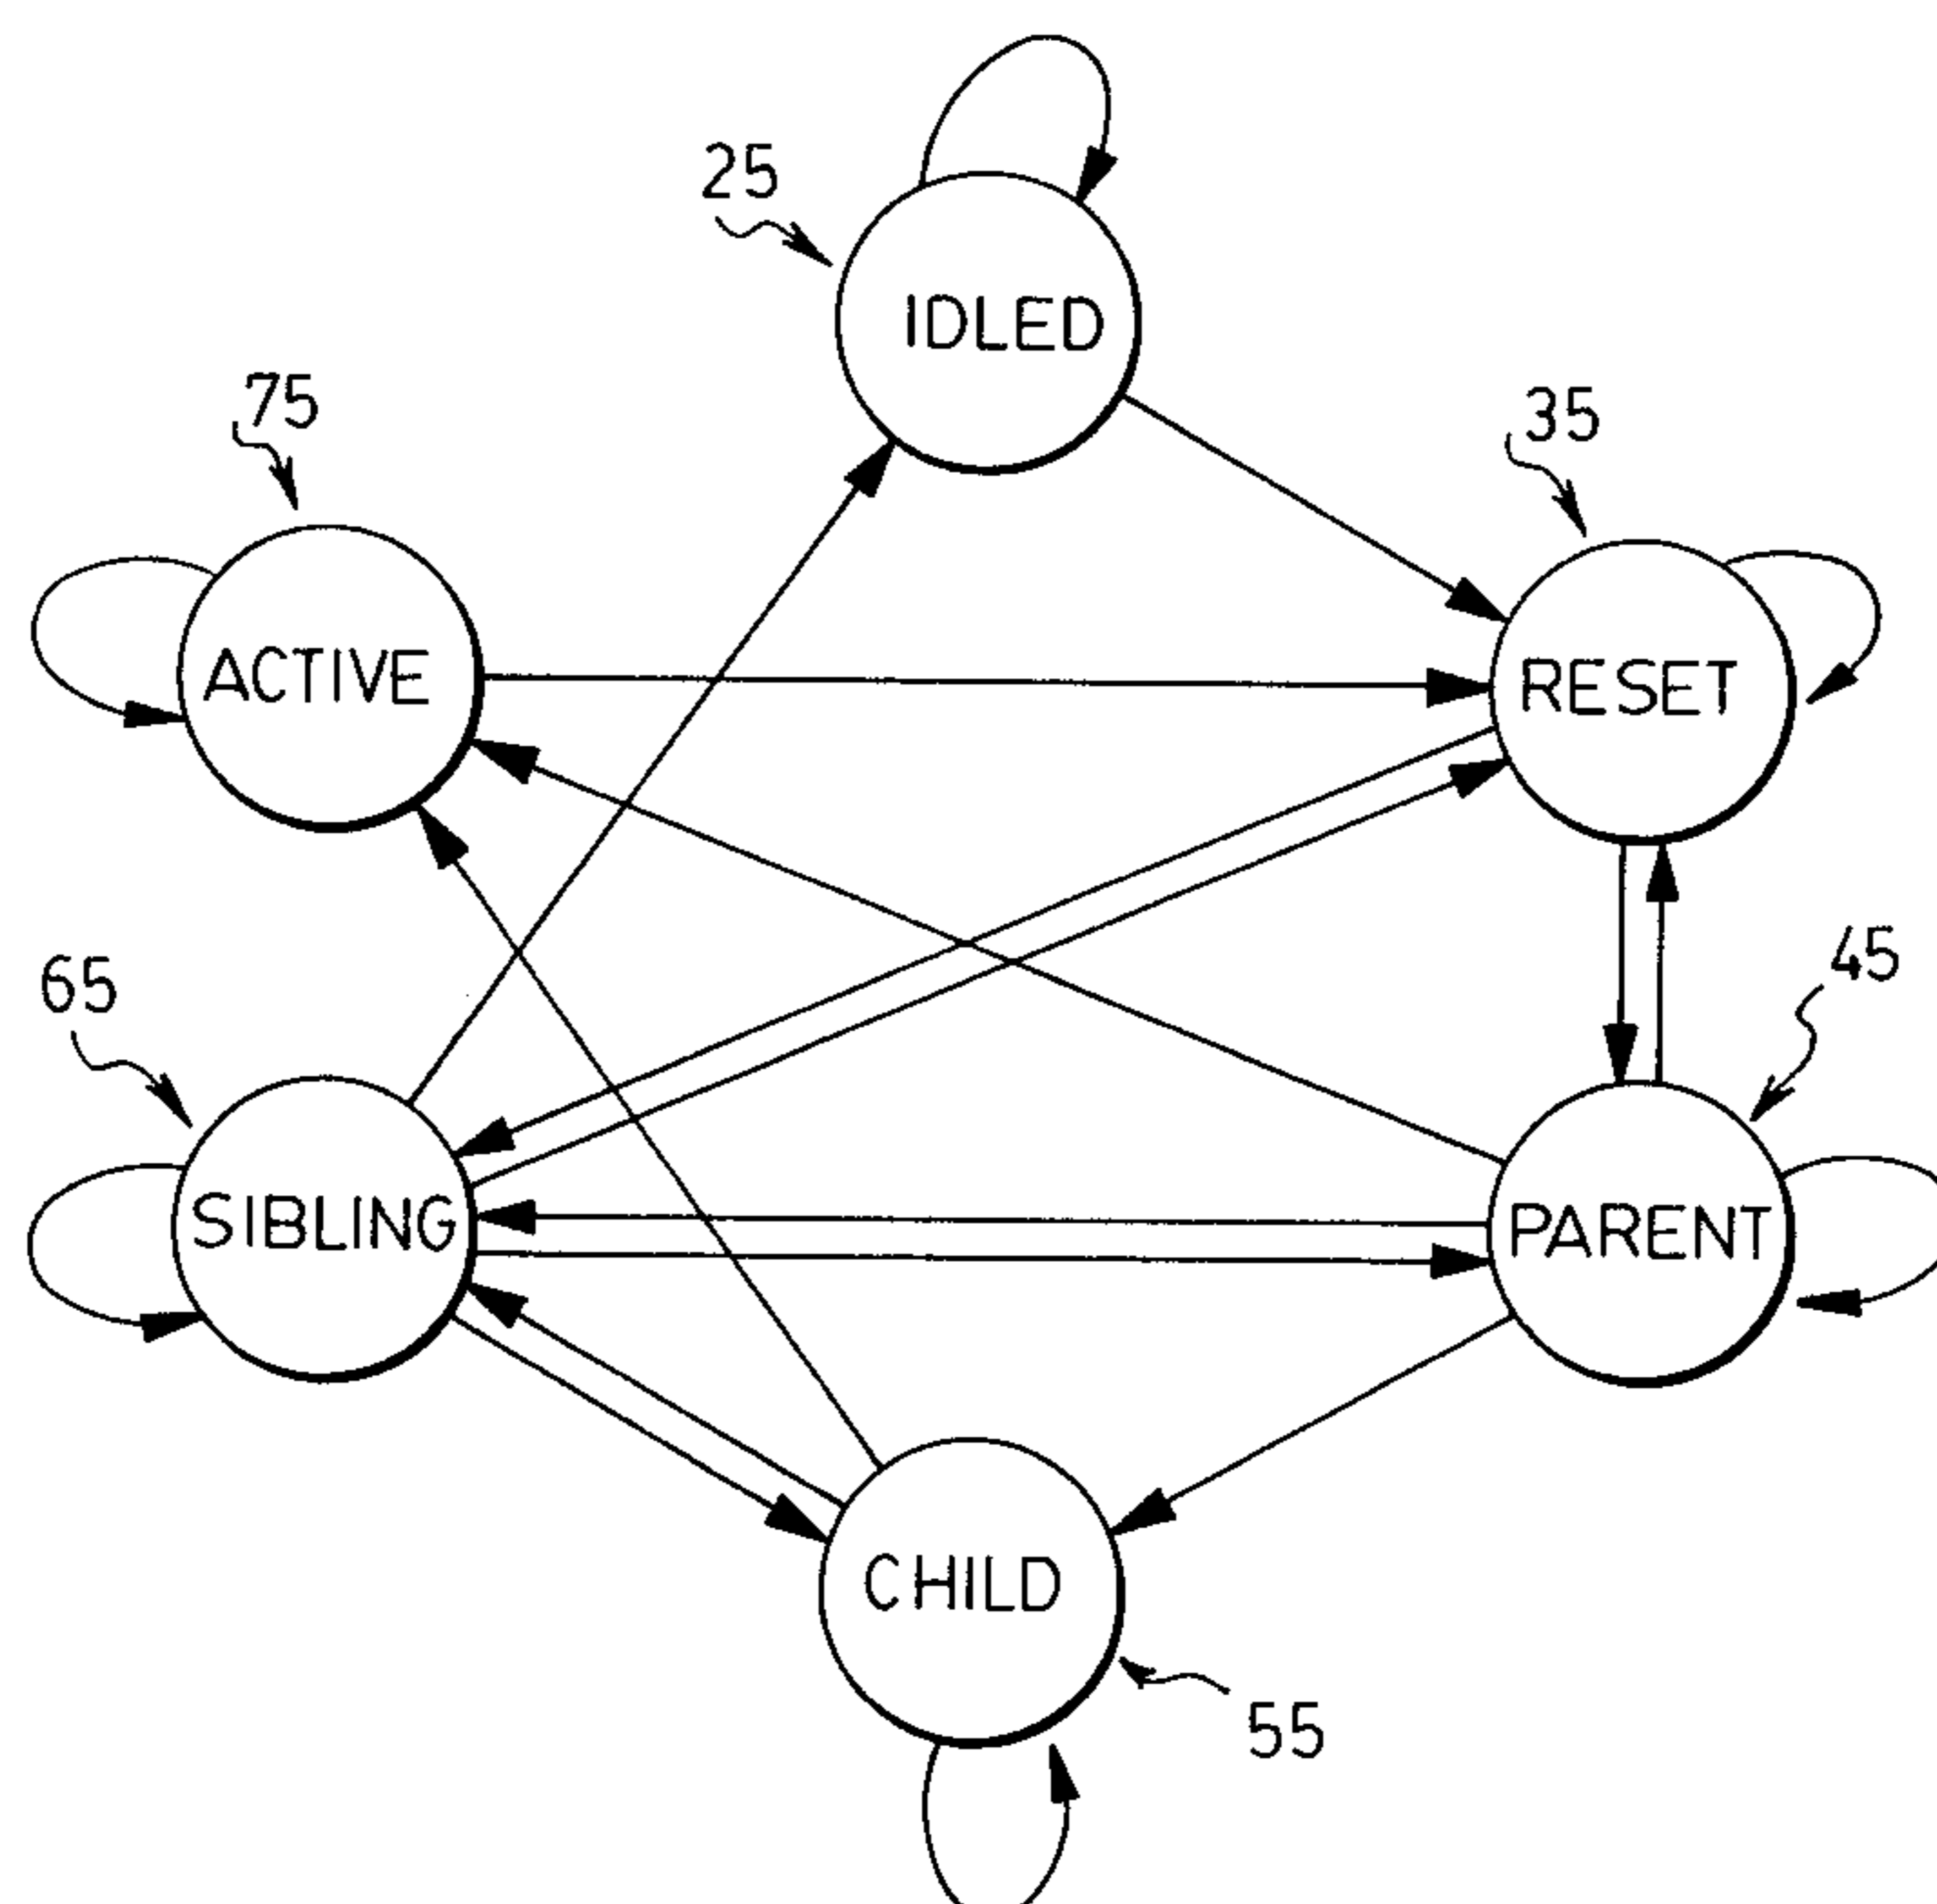 25
IDLED
75
35
ACTIVE
RESET
65
45
SIBLING
PARENT
CHILD
55